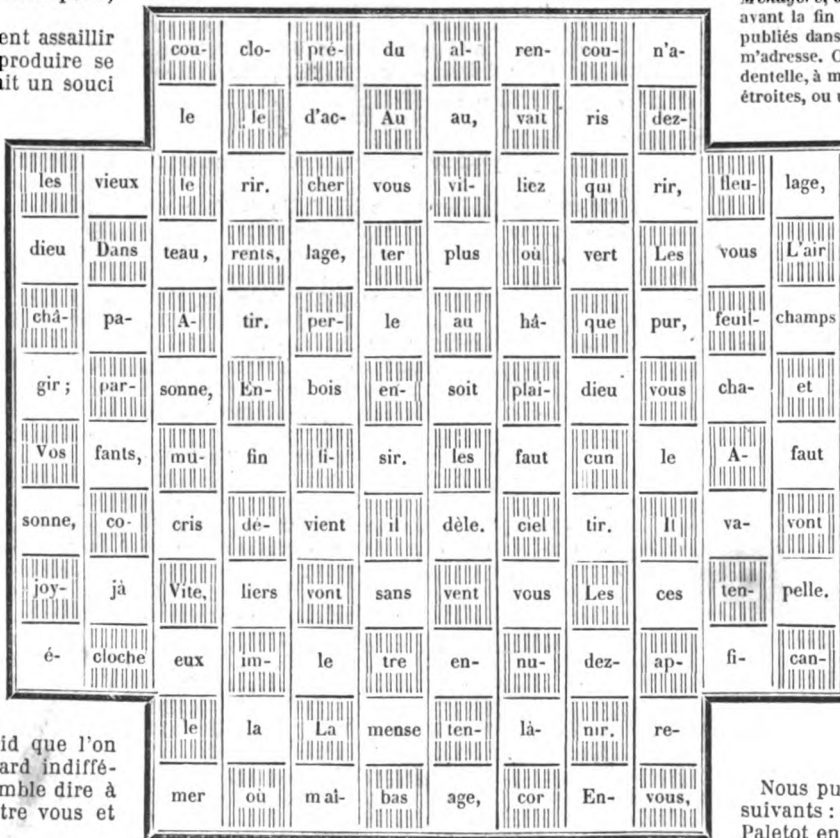 ent assaillir
produire se
it un souci
avant la fin
publiés dans
m'adresse. C
dentelle, à m
étroites, ou u
cou- clo- pré- du al- ren- cou- n'a-
le le d'ac- Au au, vait ris dez-
les vieux le rir. cher vous vil- liez qui rir, fleu- lage,
dieu Dans teau, rents, lage, ter plus où vert Les vous L'air
châ- pa- A- tir. per- le au hâ- que pur, feuil- champs
gir; par- sonne, En- bois en- soit plai- dieu vous cha- et
Vos fants, mu- fin fi- sir. les faut cun le A- faut
sonne, co- cris dé- vient il dèle. ciel tir. Il va- vont
joy- jà Vite, liers vont sans vent vous Les ces ten- pelle.
é- cloche eux im- le tre en- nu- dez- ap- fi- can-
le la La mense ten- là- nir. re-
mer où mai- bas age, cor En- vous,
id que l'on
ard indiffé-
mble dire à
tre vous et
Nous pu
suivants :
Paletot en